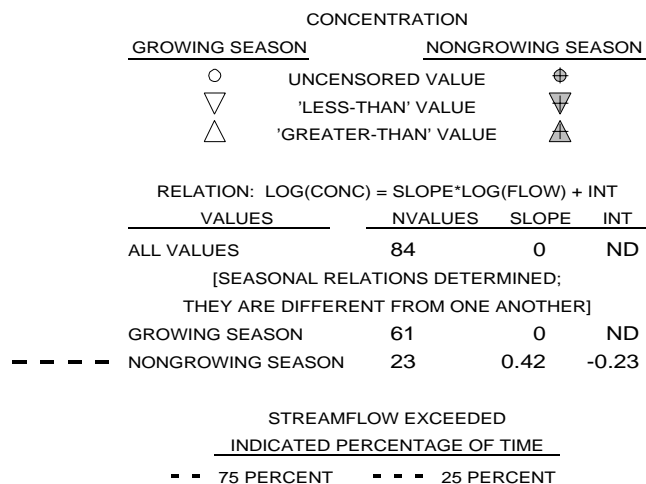 CONCENTRATION
GROWING SEASON NONGROWING SEASON
UNCENSORED VALUE
'LESS-THAN' VALUE
'GREATER-THAN' VALUE
RELATION: LOG(CONC) = SLOPE*LOG(FLOW) + INT
VALUES NVALUES SLOPE INT
ALL VALUES 84 0 ND
[SEASONAL RELATIONS DETERMINED;
THEY ARE DIFFERENT FROM ONE ANOTHER]
GROWING SEASON 61 0 ND
NONGROWING SEASON 23 0.42 -0.23
STREAMFLOW EXCEEDED
INDICATED PERCENTAGE OF TIME
75 PERCENT 25 PERCENT